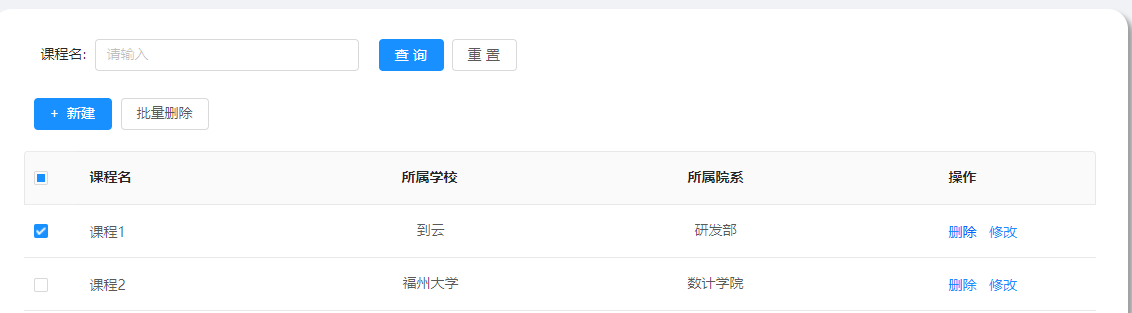 课程名: 请输入 查 询 重 置
+ 新建 批量删除
课程名 所属学校 所属院系 操作
课程1 到云 研发部 删除 修改
课程2 福州大学 数计学院 删除 修改